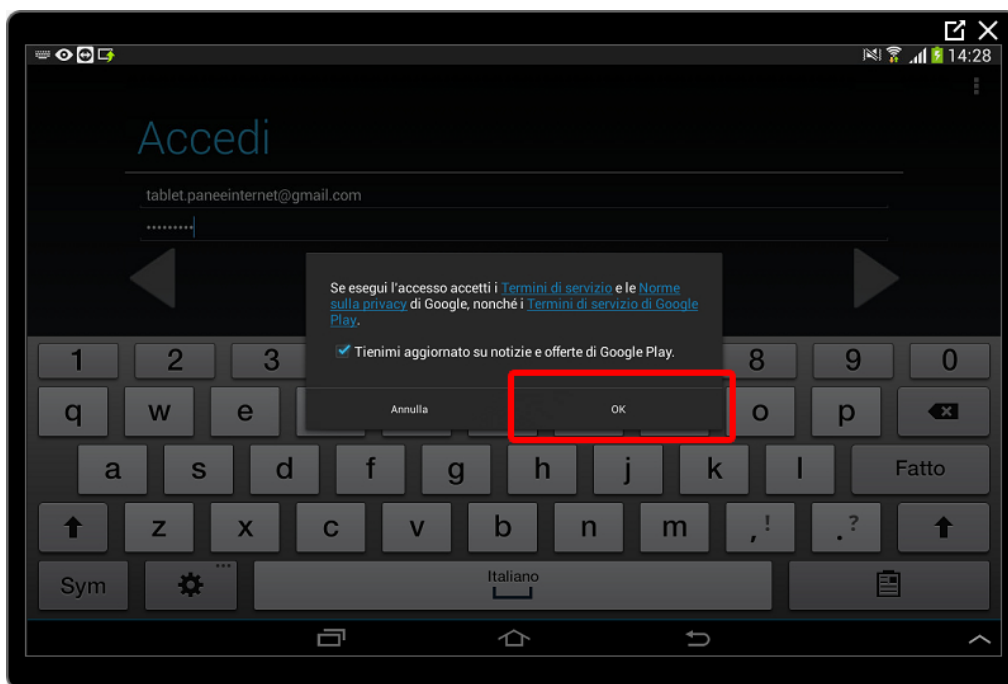 14:28
Accedi
tablet.paneeinternet@gmail.com
•••••••••
Se esegui l'accesso accetti i Termini di servizio e le Norme
sulla privacy di Google, nonché i Termini di servizio di Google
Play.
Tienimi aggiornato su notizie e offerte di Google Play.
Annulla OK
1 2 3 8 9 0
q w e o p
a s d f g h j k l Fatto
z x c v b n m , ! . ?
Sym Italiano